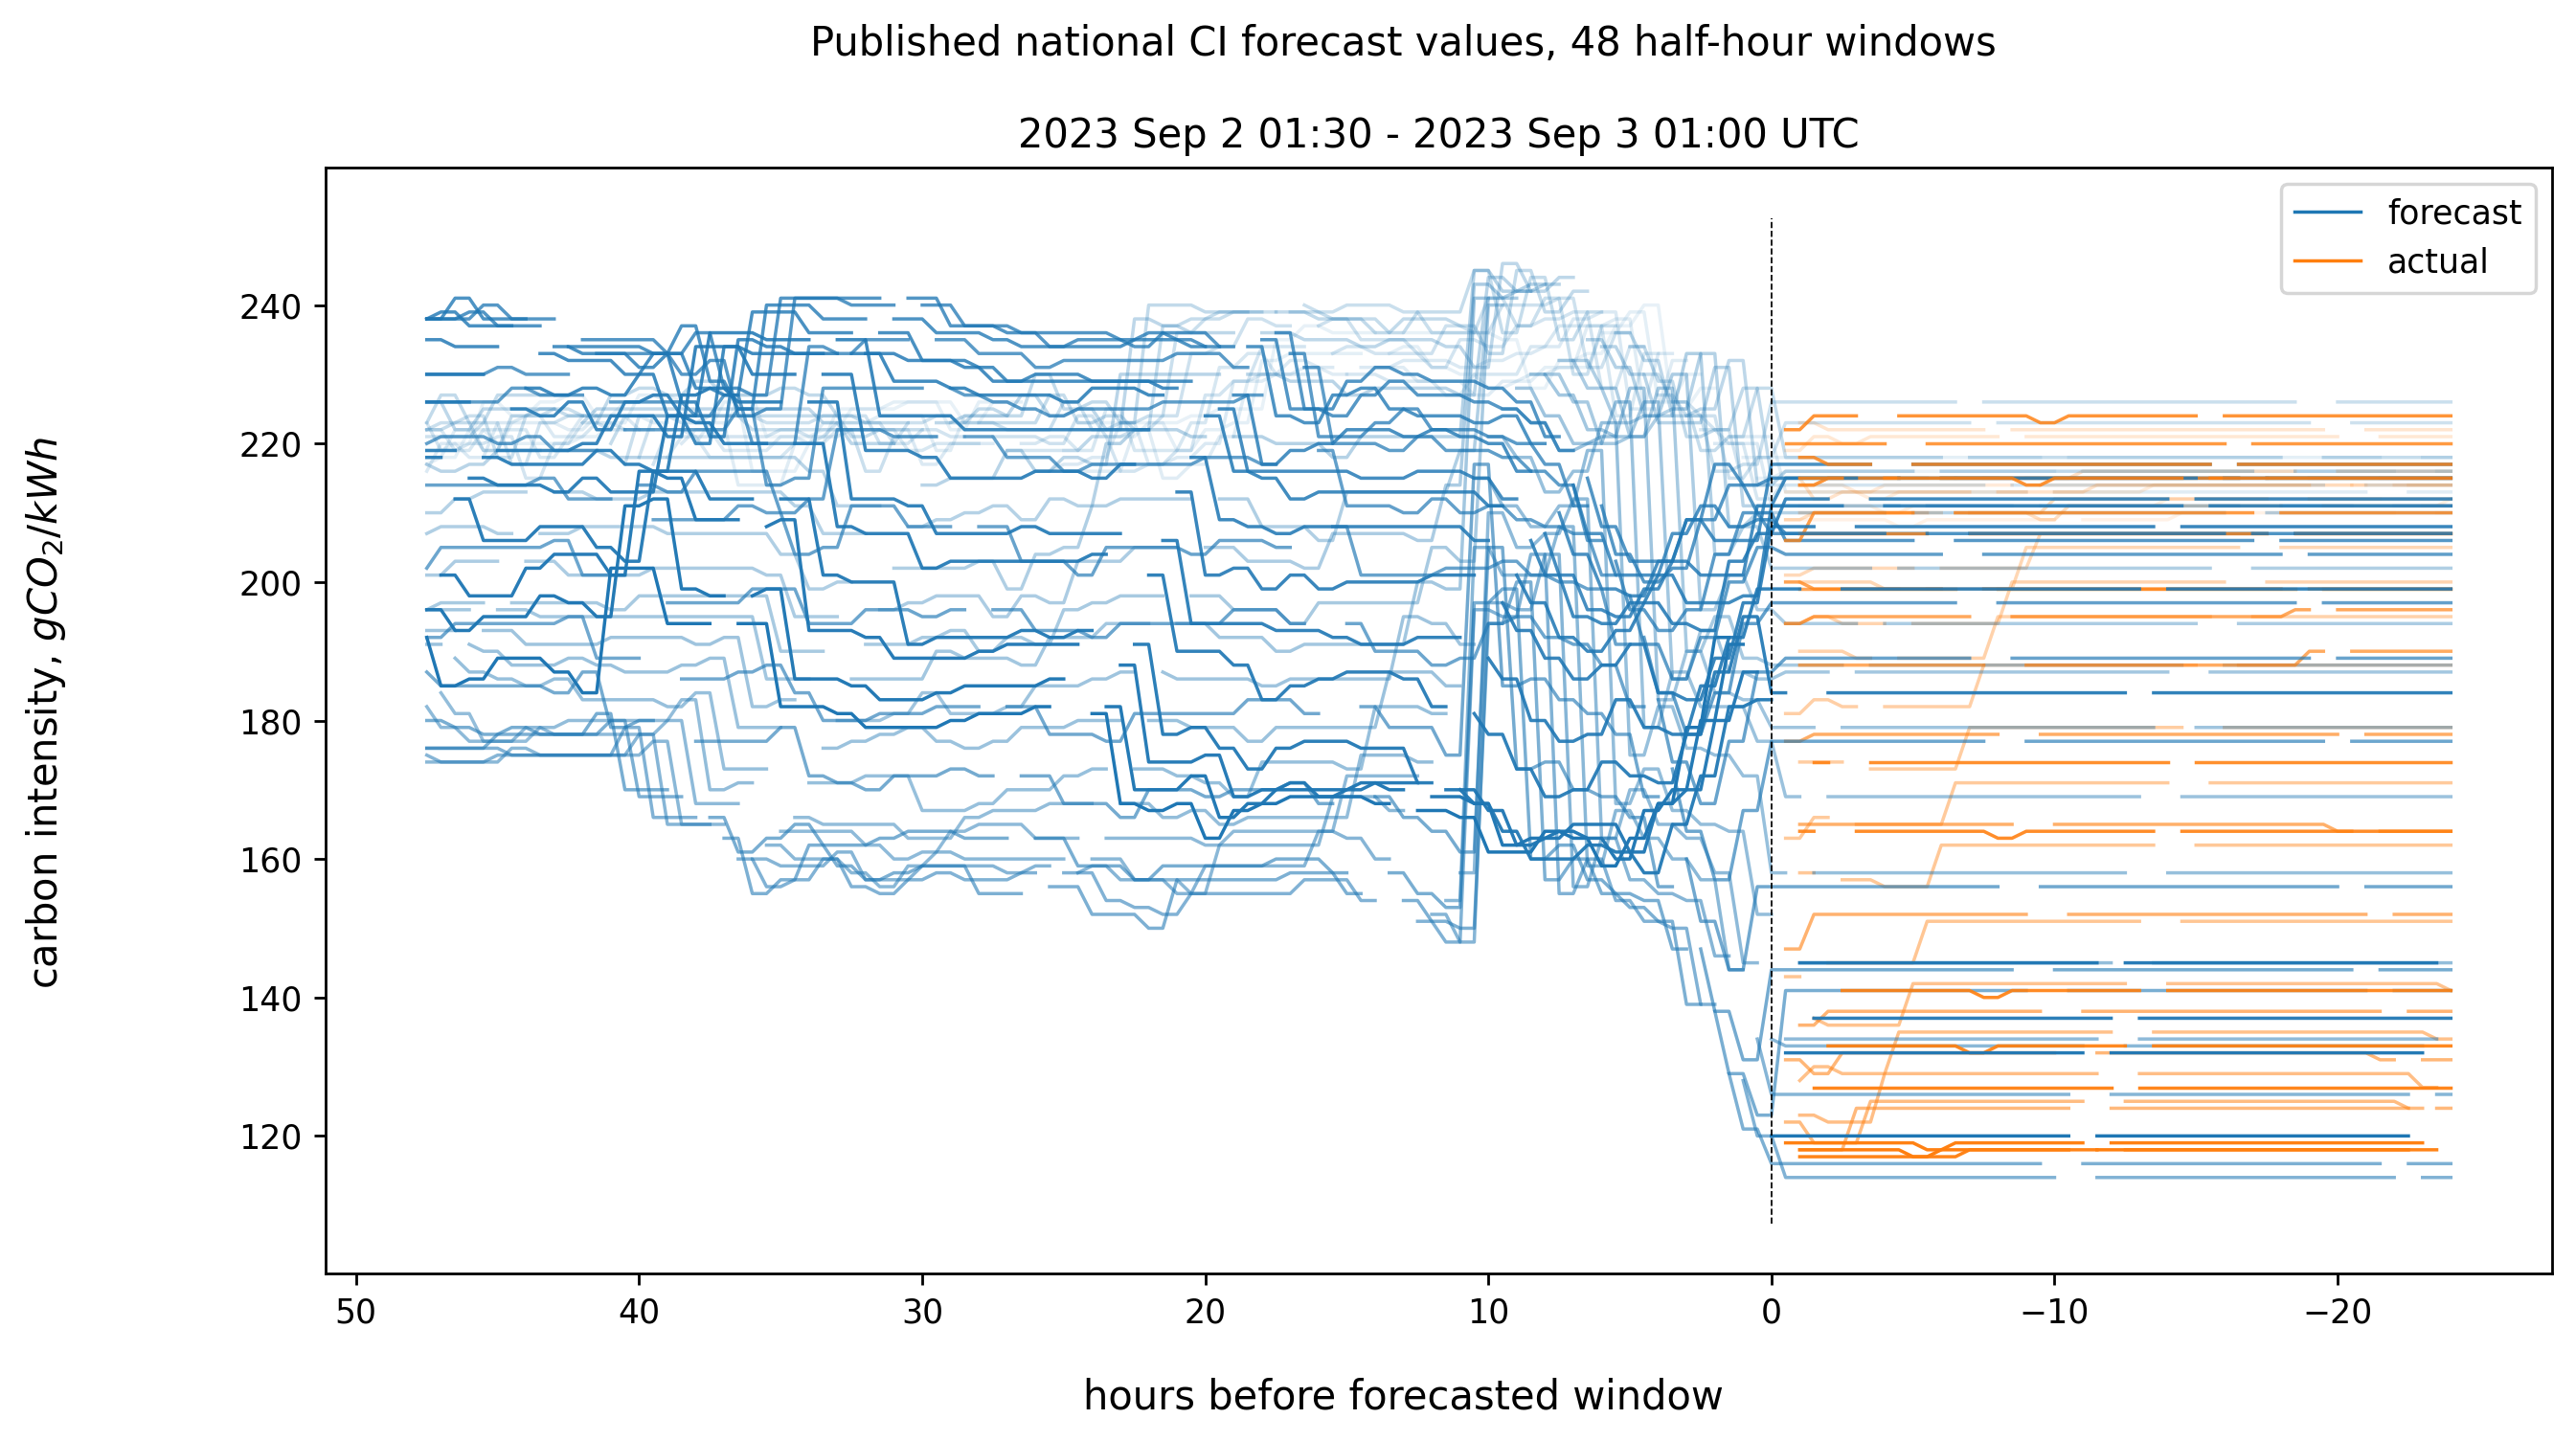 Published national CI forecast values, 48 half-hour windows
2023 Sep 2 01:30 - 2023 Sep 3 01:00 UTC
forecast
actual
carbon intensity, gCO₂/kWh
240
220
200
180
160
140
120
50 40 30 20 10 0 −10 −20
hours before forecasted window